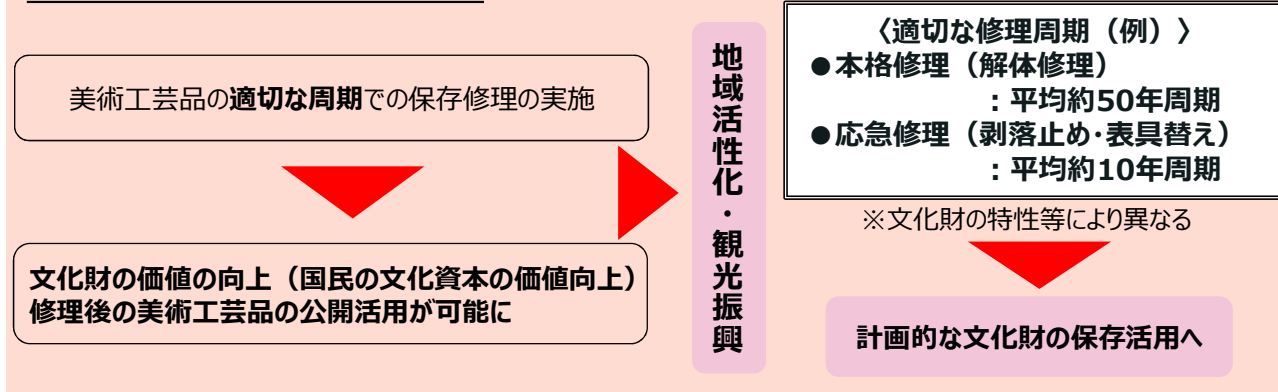 美術工芸品の適切な周期での保存修理の実施
文化財の価値の向上（国民の文化資本の価値向上）
修理後の美術工芸品の公開活用が可能に
地域活性化・観光振興
〈適切な修理周期（例）〉
●本格修理（解体修理）
：平均約50年周期
●応急修理（剥落止め・表具替え）
：平均約10年周期
※文化財の特性等により異なる
計画的な文化財の保存活用へ